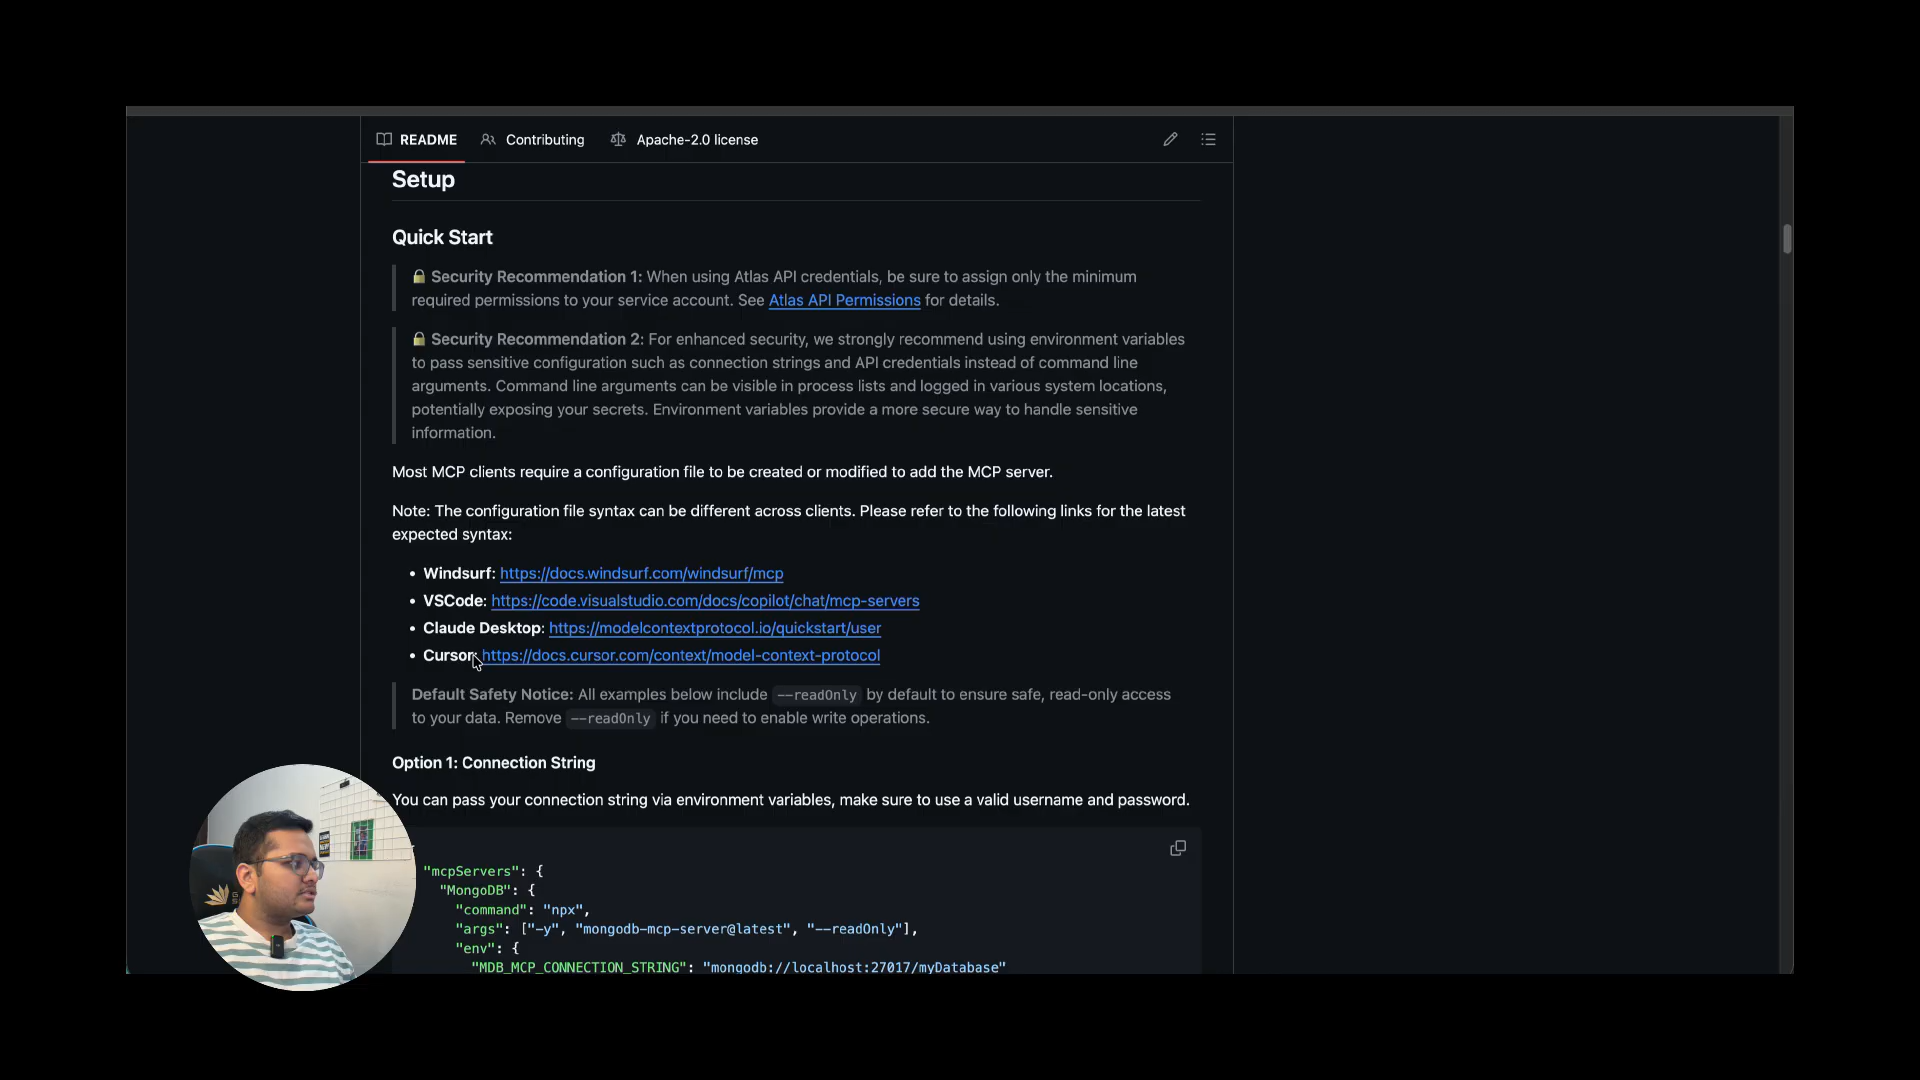 README Contributing Apache-2.0 license
Setup
Quick Start
🔒 Security Recommendation 1: When using Atlas API credentials, be sure to assign only the minimum
required permissions to your service account. See Atlas API Permissions for details.
🔒 Security Recommendation 2: For enhanced security, we strongly recommend using environment variables
to pass sensitive configuration such as connection strings and API credentials instead of command line
arguments. Command line arguments can be visible in process lists and logged in various system locations,
potentially exposing your secrets. Environment variables provide a more secure way to handle sensitive
information.
Most MCP clients require a configuration file to be created or modified to add the MCP server.
Note: The configuration file syntax can be different across clients. Please refer to the following links for the latest
expected syntax:
• Windsurf: https://docs.windsurf.com/windsurf/mcp
• VSCode: https://code.visualstudio.com/docs/copilot/chat/mcp-servers
• Claude Desktop: https://modelcontextprotocol.io/quickstart/user
• Cursor: https://docs.cursor.com/context/model-context-protocol
Default Safety Notice: All examples below include --readOnly by default to ensure safe, read-only access
to your data. Remove --readOnly if you need to enable write operations.
Option 1: Connection String
You can pass your connection string via environment variables, make sure to use a valid username and password.
"mcpServers": {
"MongoDB": {
"command": "npx",
"args": ["-y", "mongodb-mcp-server@latest", "--readOnly"],
"env": {
"MDB_MCP_CONNECTION_STRING": "mongodb://localhost:27017/myDatabase"